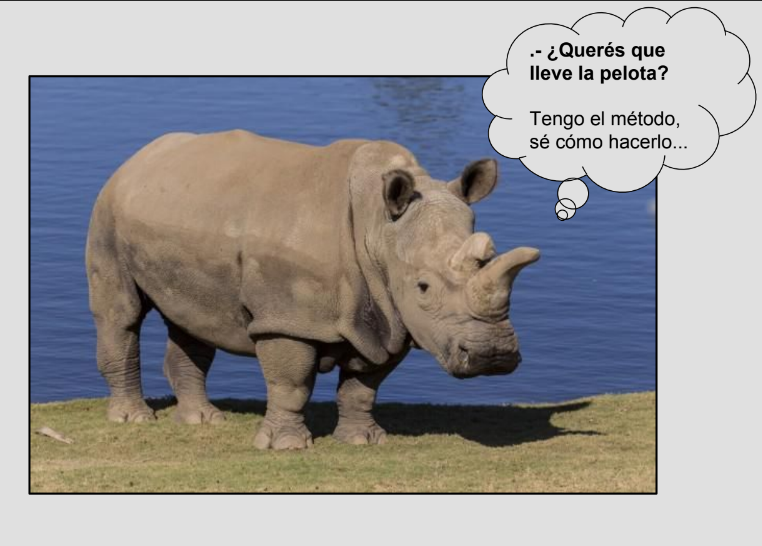 .- ¿Querés que
lleve la pelota?
Tengo el método,
sé cómo hacerlo...